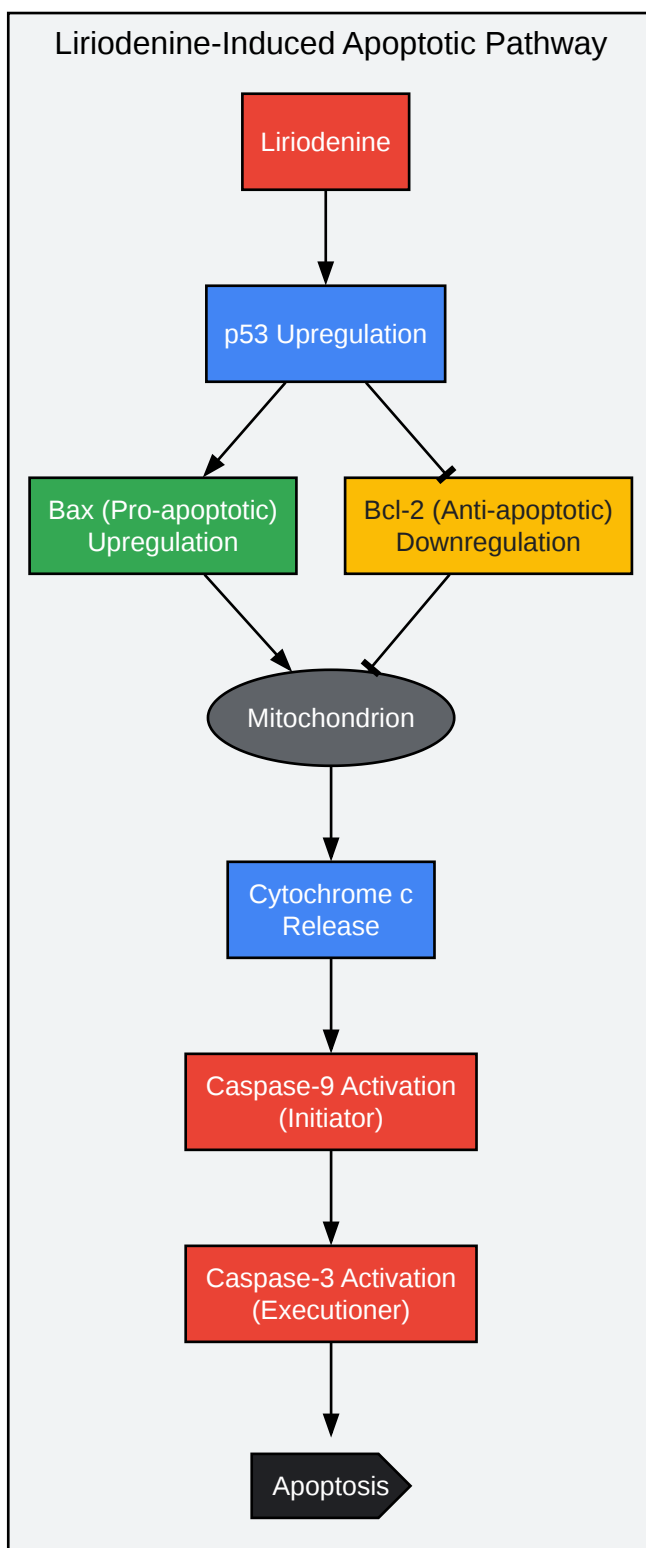 Liriodenine-Induced Apoptotic Pathway
Liriodenine
p53 Upregulation
Bax (Pro-apoptotic)
Upregulation
Bcl-2 (Anti-apoptotic)
Downregulation
Mitochondrion
Cytochrome c
Release
Caspase-9 Activation
(Initiator)
Caspase-3 Activation
(Executioner)
Apoptosis